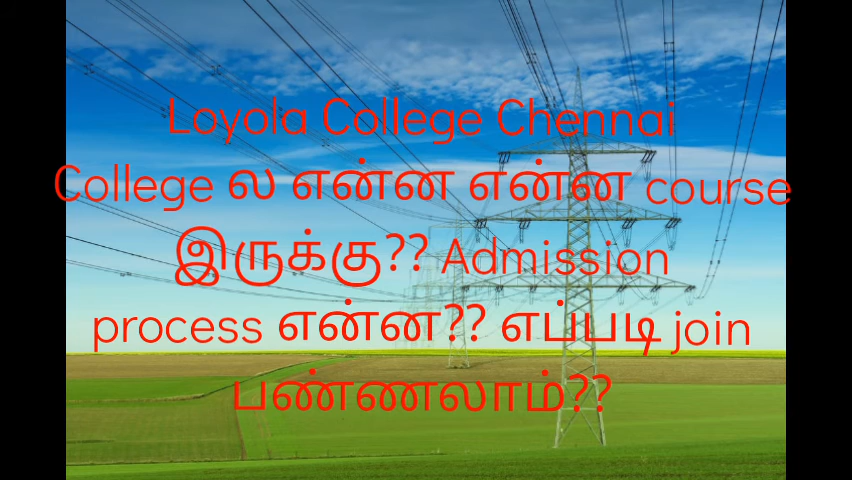 Loyola College Chennai
College ல என்ன என்ன course
இருக்கு?? Admission
process என்ன?? எப்படி join
பண்ணலாம்??